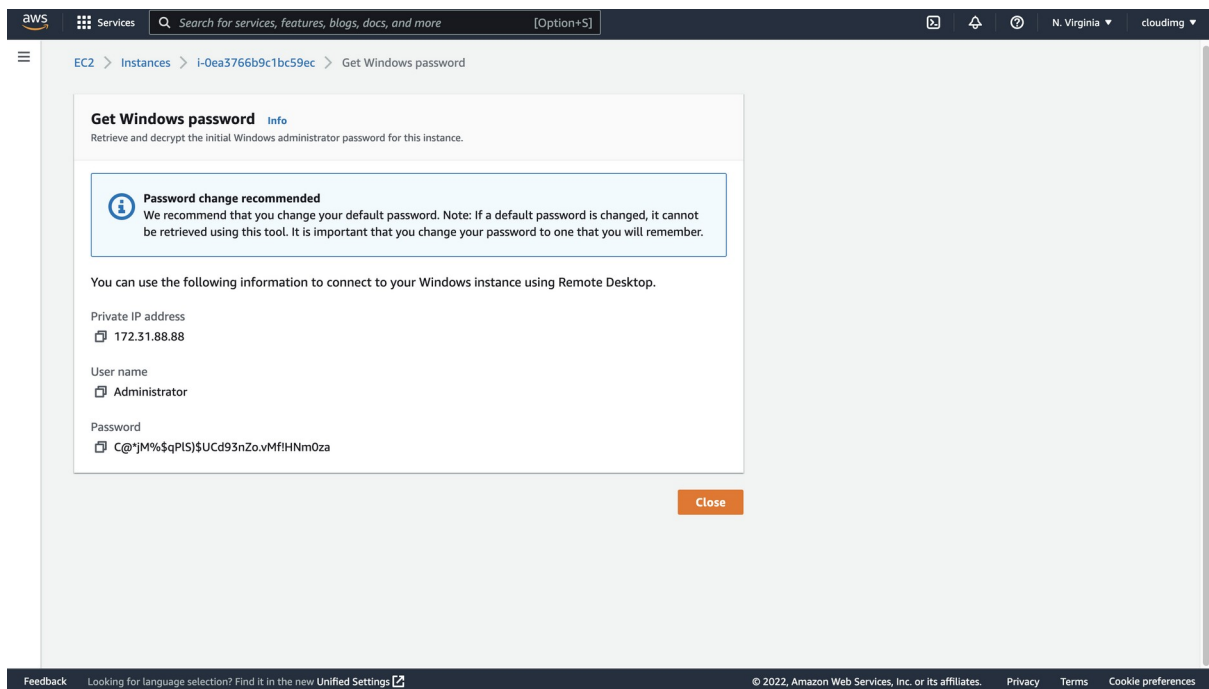 aws
Services
Search for services, features, blogs, docs, and more [Option+S]
N. Virginia ▼
cloudimg ▼
EC2 > Instances > i-0ea3766b9c1bc59ec > Get Windows password
Get Windows password Info
Retrieve and decrypt the initial Windows administrator password for this instance.
Password change recommended
We recommend that you change your default password. Note: If a default password is changed, it cannot
be retrieved using this tool. It is important that you change your password to one that you will remember.
You can use the following information to connect to your Windows instance using Remote Desktop.
Private IP address
172.31.88.88
User name
Administrator
Password
C@*jM%$qPlS)$UCd93nZo.vMf!HNm0za
Close
Feedback
Looking for language selection? Find it in the new Unified Settings
© 2022, Amazon Web Services, Inc. or its affiliates.
Privacy
Terms
Cookie preferences